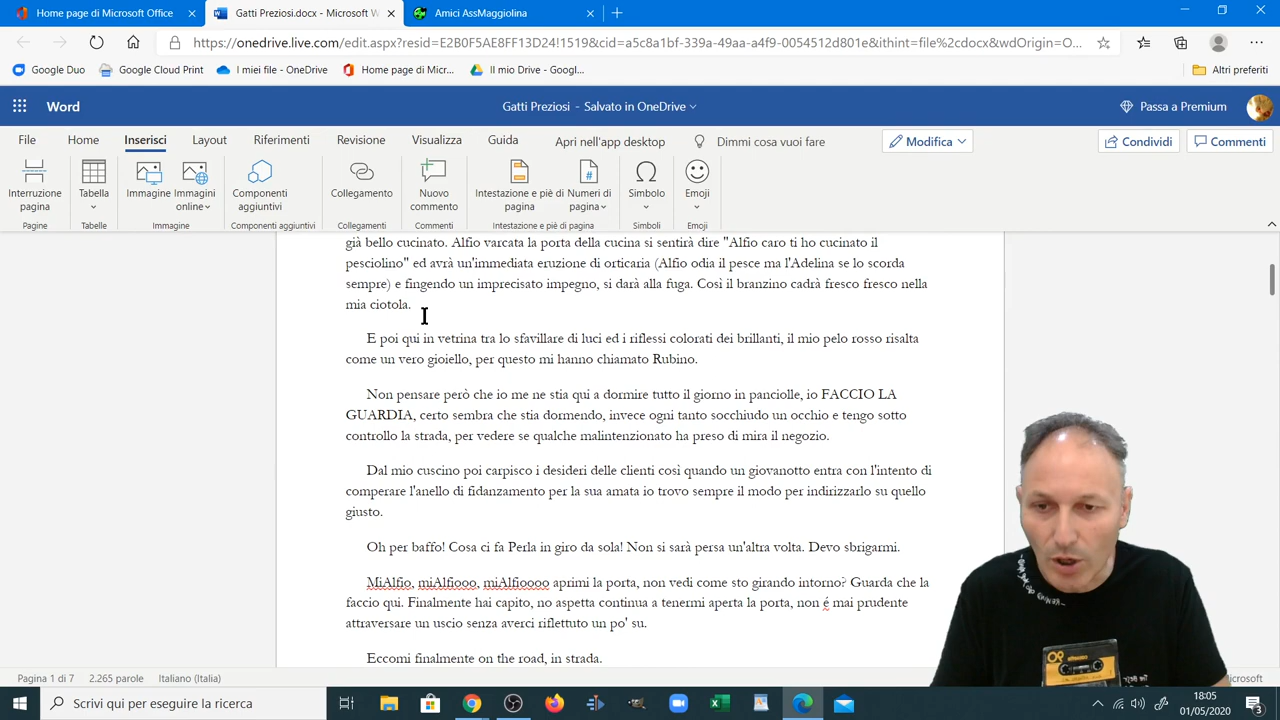 Home page di Microsoft Office
Gatti Preziosi.docx - Microsoft W
Amici AssMaggiolina
https://onedrive.live.com/edit.aspx?resid=E2B0F5AE8FF13D24!1519&cid=a5c8a1bf-339a-49aa-a4f9-0054512d801e&ithint=file%2cdocx&wdOrigin=O...
Google Duo
Google Cloud Print
I miei file - OneDrive
Home page di Micr...
Il mio Drive - Googl...
Altri preferiti
Word
Gatti Preziosi - Salvato in OneDrive
Passa a Premium
File
Home
Inserisci
Layout
Riferimenti
Revisione
Visualizza
Guida
Apri nell'app desktop
Dimmi cosa vuoi fare
Modifica
Condividi
Commenti
Interruzione pagina
Tabella
Immagine
Immagini online
Componenti aggiuntivi
Collegamento
Nuovo commento
Intestazione e piè di pagina
Numeri di pagina
Simbolo
Emoji
Pagine
Tabelle
Immagine
Componenti aggiuntivi
Collegamenti
Commenti
Intestazione e piè di pagina
Simboli
Emoji
già bello cucinato. Alfio varcata la porta della cucina si sentirà dire "Alfio caro ti ho cucinato il
pesciolino" ed avrà un'immediata eruzione di orticaria (Alfio odia il pesce ma l'Adelina se lo scorda
sempre) e fingendo un imprecisato impegno, si darà alla fuga. Così il branzino cadrà fresco fresco nella
mia ciotola.
E poi qui in vetrina tra lo sfavillare di luci ed i riflessi colorati dei brillanti, il mio pelo rosso risalta
come un vero gioiello, per questo mi hanno chiamato Rubino.
Non pensare però che io me ne stia qui a dormire tutto il giorno in panciolle, io FACCIO LA
GUARDIA, certo sembra che stia dormendo, invece ogni tanto socchiudo un occhio e tengo sotto
controllo la strada, per vedere se qualche malintenzionato ha preso di mira il negozio.
Dal mio cuscino poi carpisco i desideri delle clienti così quando un giovanotto entra con l'intento di
comperare l'anello di fidanzamento per la sua amata io trovo sempre il modo per indirizzarlo su quello
giusto.
Oh per baffo! Cosa ci fa Perla in giro da sola! Non si sarà persa un'altra volta. Devo sbrigarmi.
MiAlfio, miAlfiooo, miAlfioooo aprimi la porta, non vedi come sto girando intorno? Guarda che la
faccio qui. Finalmente hai capito, no aspetta continua a tenermi aperta la porta, non é mai prudente
attraversare un uscio senza averci riflettuto un po' su.
Eccomi finalmente on the road, in strada.
Pagina 1 di 7
2.265 parole
Italiano (Italia)
Scrivi qui per eseguire la ricerca
18:05
01/05/2020
3